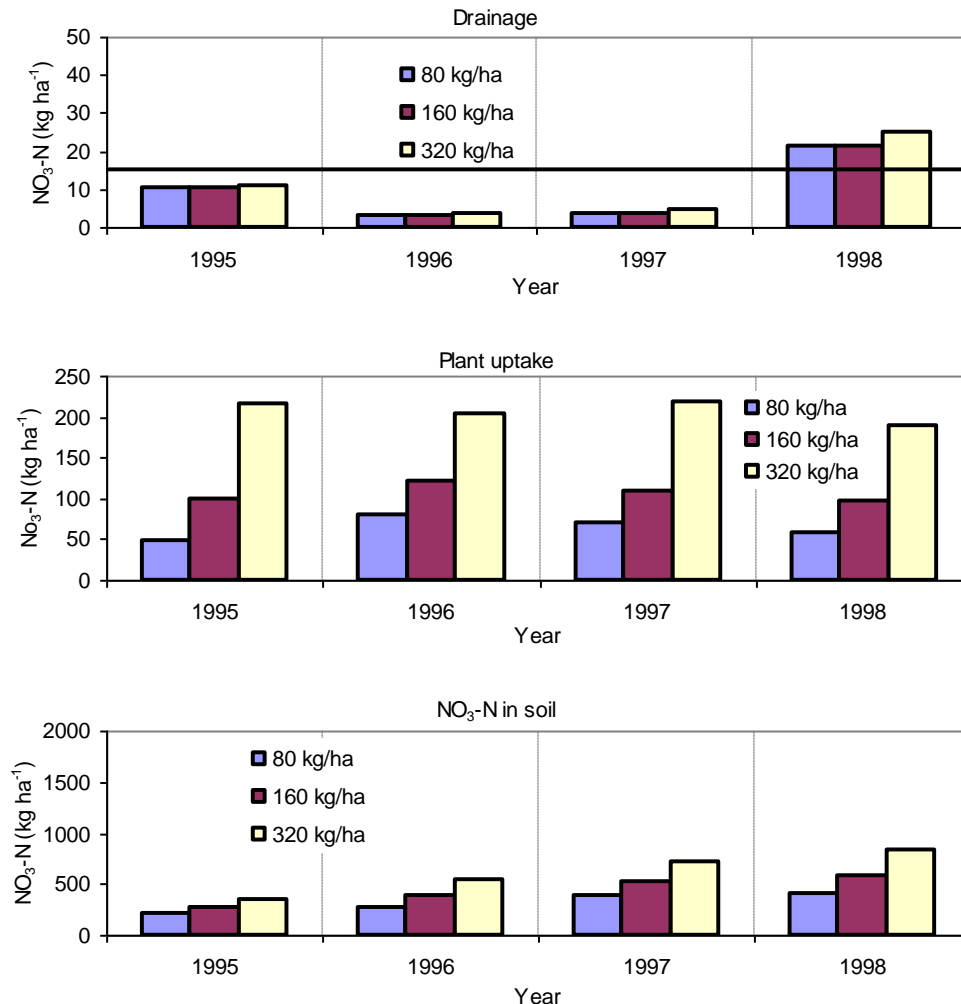 Drainage
NO₃-N (kg ha⁻¹)
50
40
30
20
10
0
80 kg/ha
160 kg/ha
320 kg/ha
1995 1996 1997 1998
Year
Plant uptake
No₃-N (kg ha⁻¹)
250
200
150
100
50
0
80 kg/ha
160 kg/ha
320 kg/ha
1995 1996 1997 1998
Year
NO₃-N in soil
NO₃-N (kg ha⁻¹)
2000
1500
1000
500
0
80 kg/ha
160 kg/ha
320 kg/ha
1995 1996 1997 1998
Year